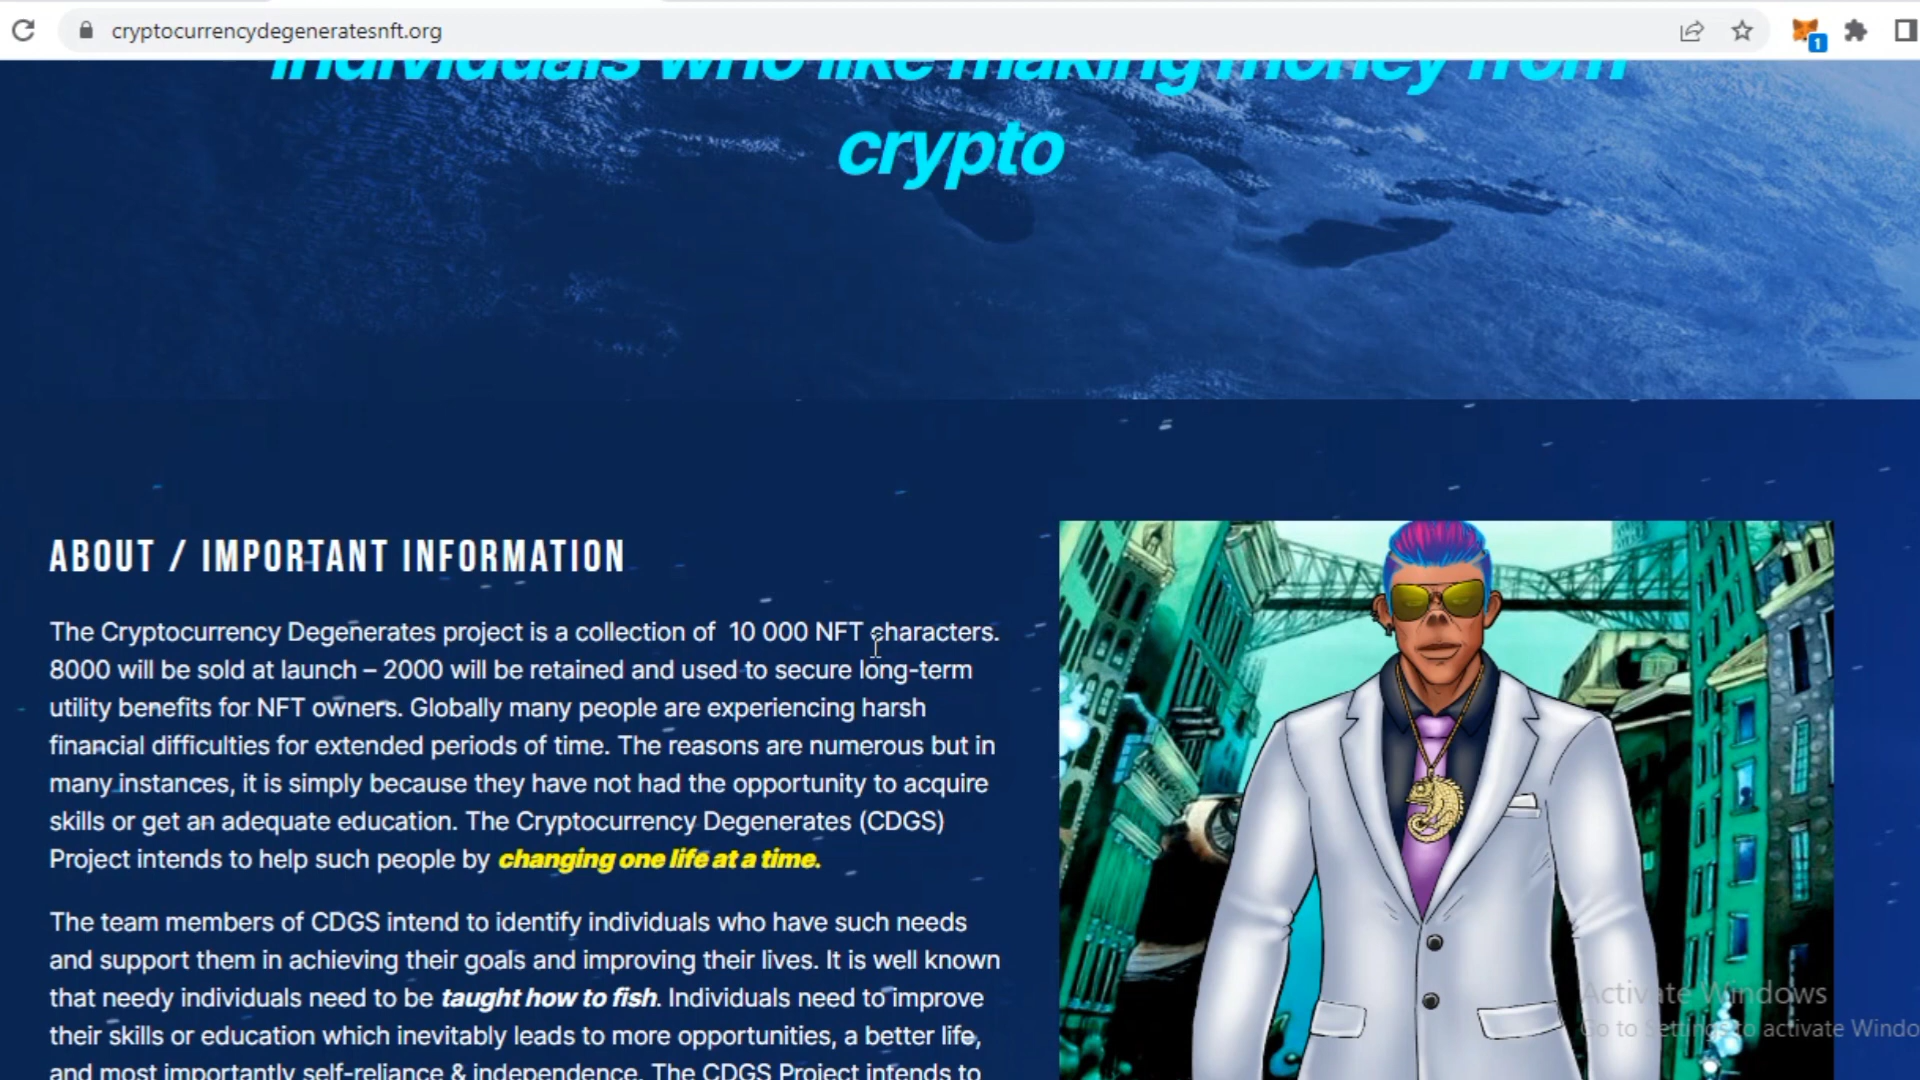 cryptocurrencydegeneratesnft.org
1
individuals who like making money from
crypto
ABOUT / IMPORTANT INFORMATION
The Cryptocurrency Degenerates project is a collection of 10 000 NFT characters.
8000 will be sold at launch – 2000 will be retained and used to secure long-term
utility benefits for NFT owners. Globally many people are experiencing harsh
financial difficulties for extended periods of time. The reasons are numerous but in
many instances, it is simply because they have not had the opportunity to acquire
skills or get an adequate education. The Cryptocurrency Degenerates (CDGS)
Project intends to help such people by changing one life at a time.
The team members of CDGS intend to identify individuals who have such needs
and support them in achieving their goals and improving their lives. It is well known
that needy individuals need to be taught how to fish. Individuals need to improve
their skills or education which inevitably leads to more opportunities, a better life,
and most importantly self-reliance & independence. The CDGS Project intends to
Activate Windows
Go to Settings to activate Windo